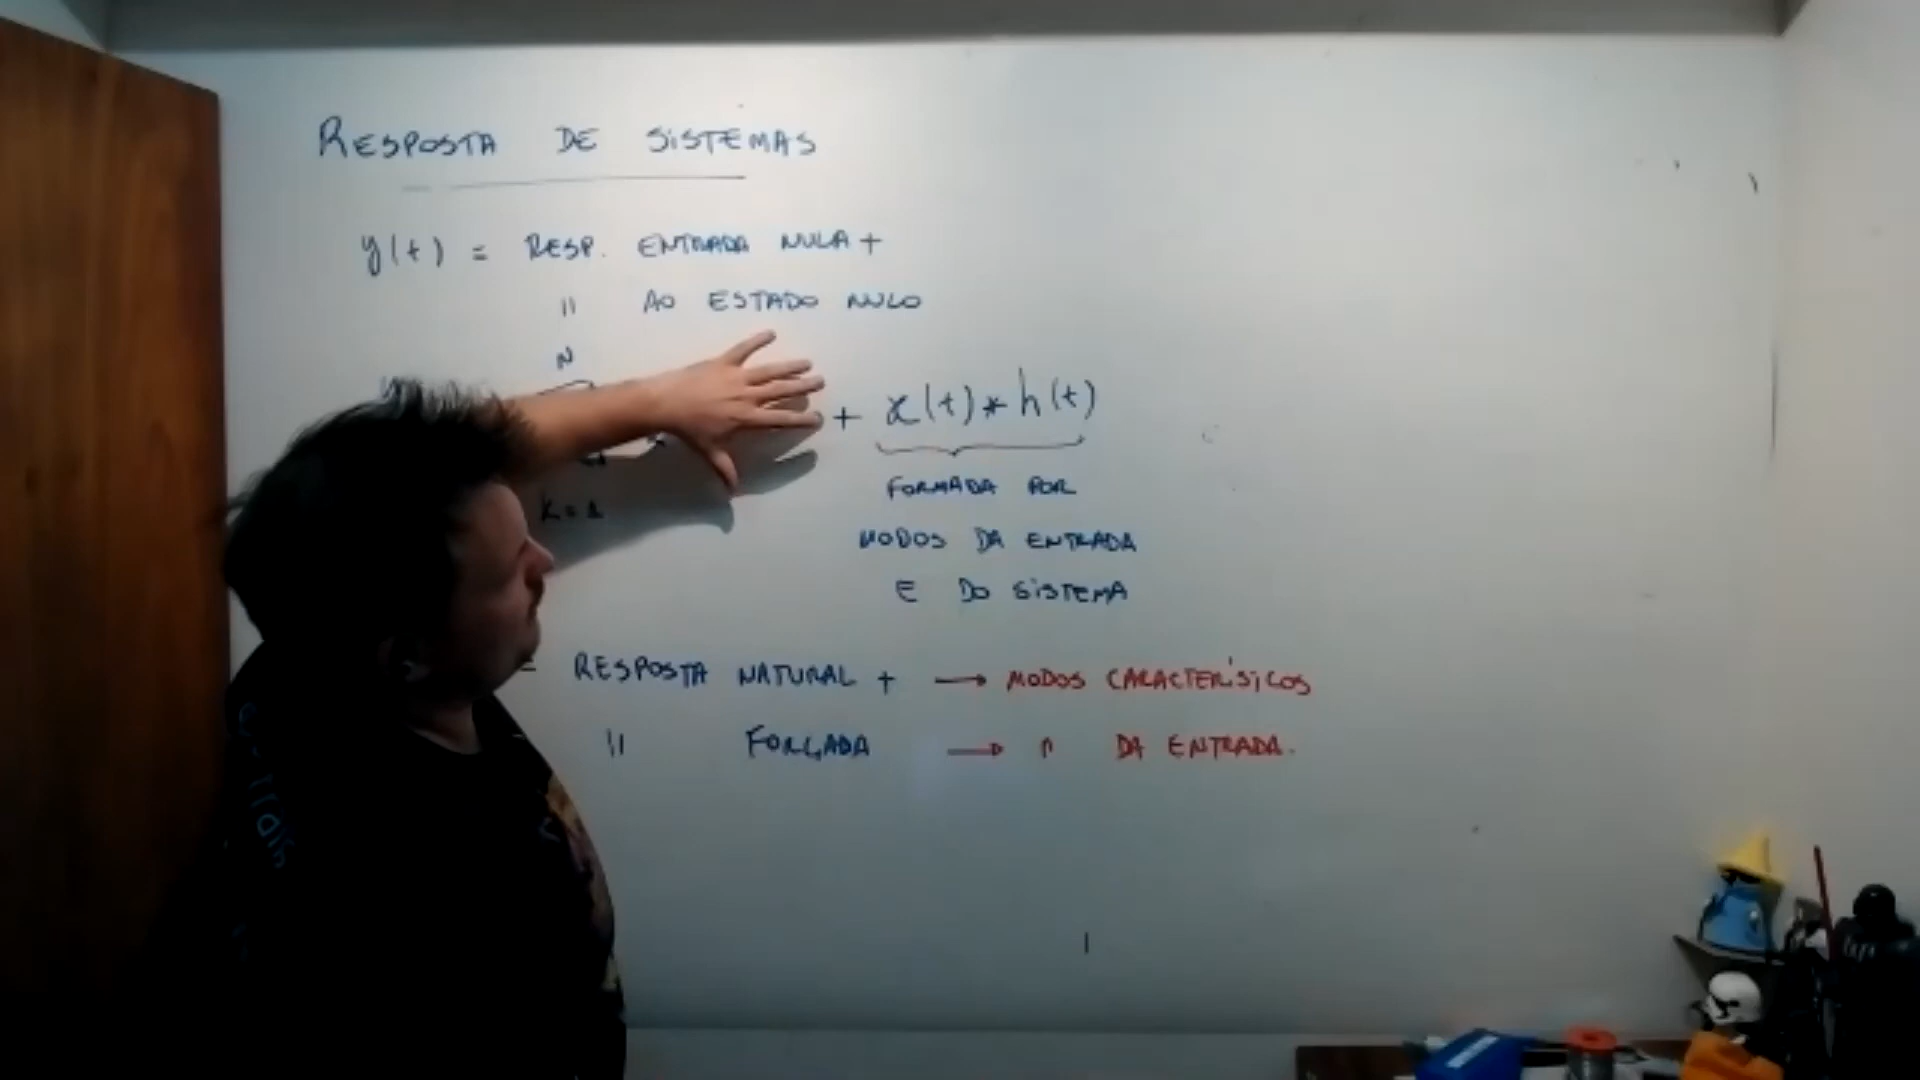 RESPOSTA DE SISTEMAS
y(t) = RESP. ENTRADA NULA +
" AO ESTADO NULO
N
+ x(t) * h(t)
K=1
FORMADA POR
MODOS DA ENTRADA
E DO SISTEMA
= RESPOSTA NATURAL + → MODOS CARACTERÍSICOS
" FORÇADA → " DA ENTRADA.